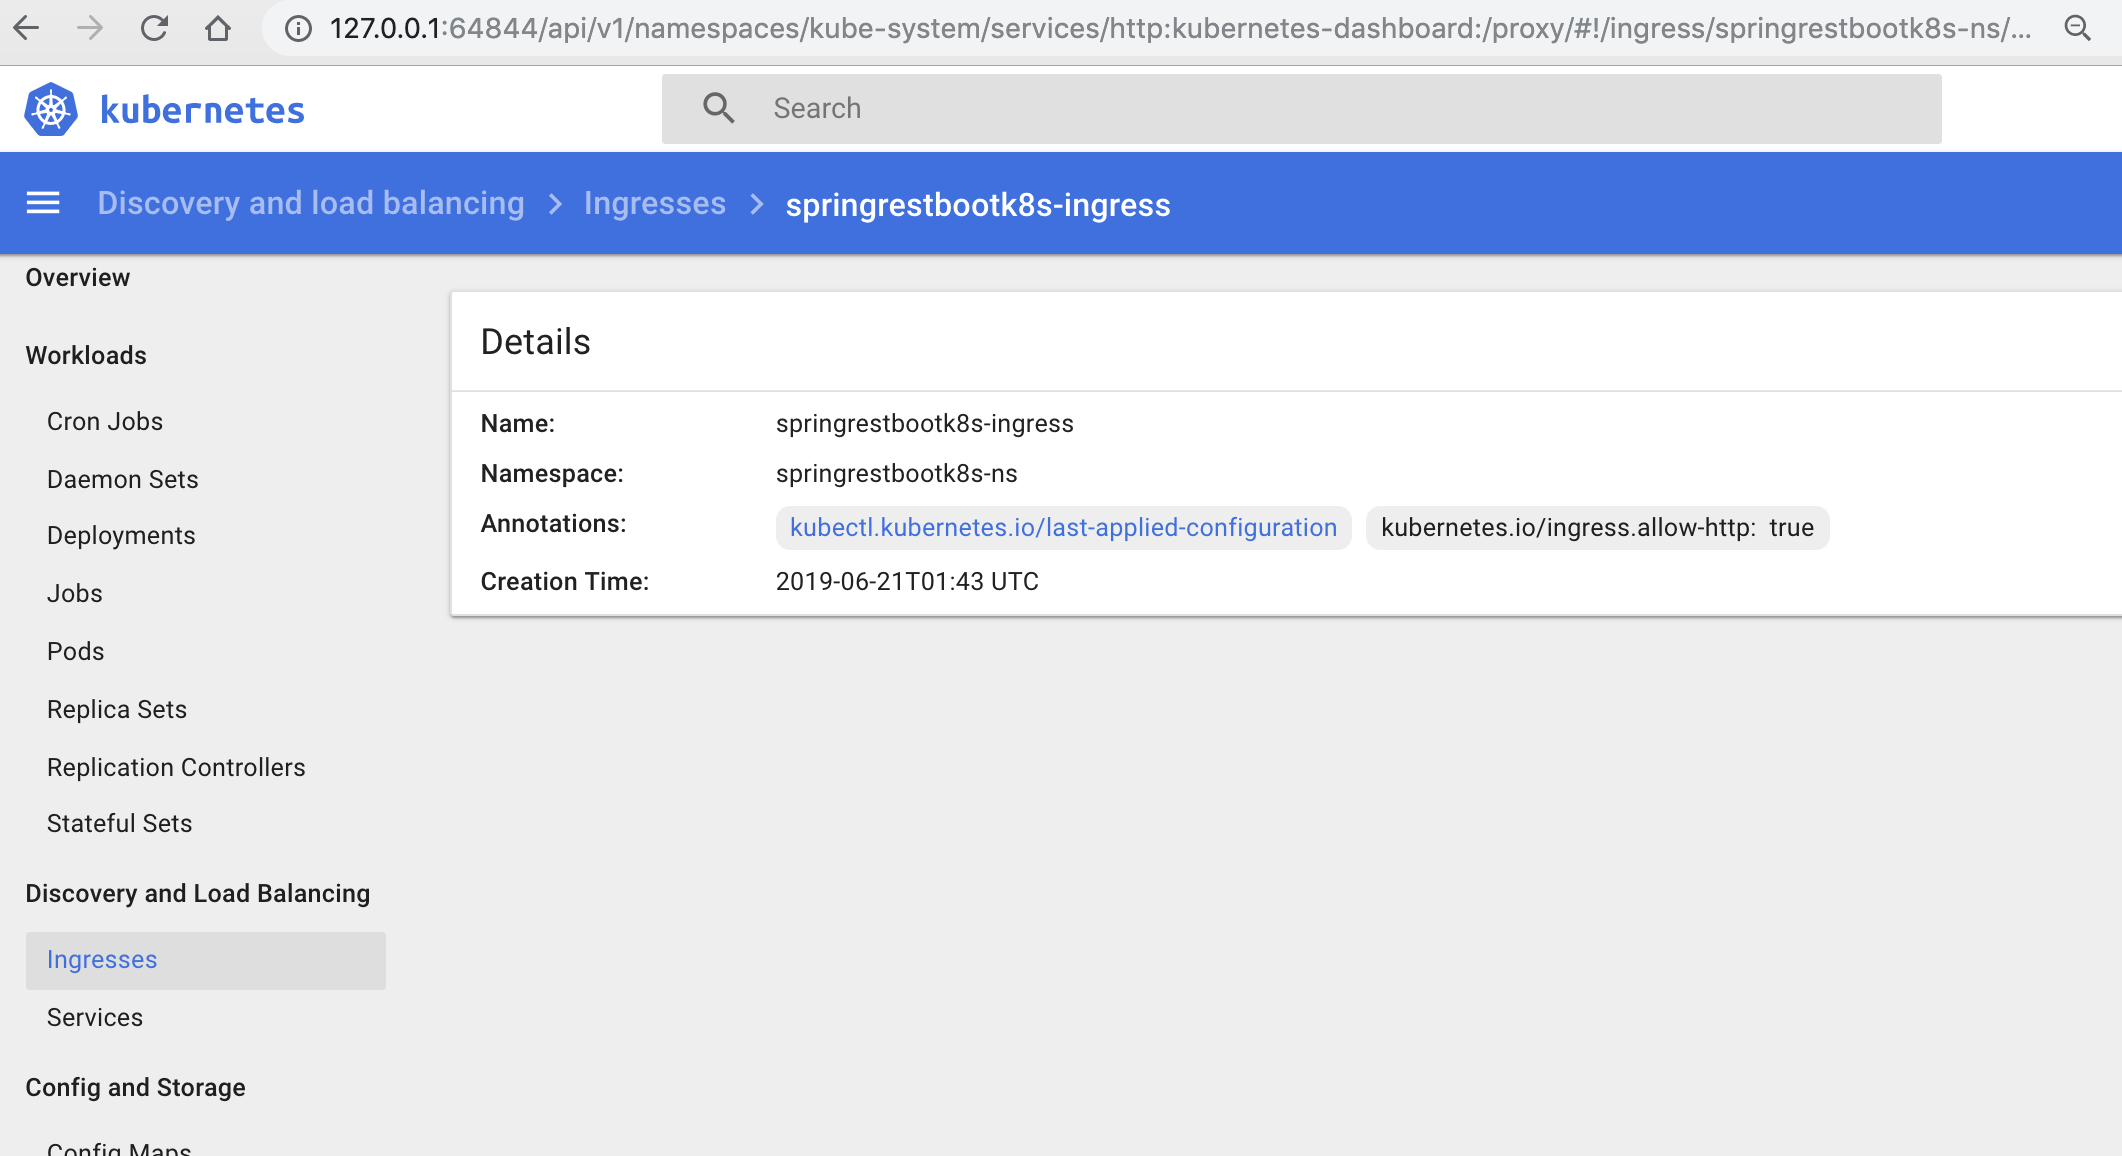 127.0.0.1:64844/api/v1/namespaces/kube-system/services/http:kubernetes-dashboard:/proxy/#!/ingress/springrestbootk8s-ns/...
kubernetes
Search
Discovery and load balancing > Ingresses > springrestbootk8s-ingress
Overview
Workloads
Cron Jobs
Daemon Sets
Deployments
Jobs
Pods
Replica Sets
Replication Controllers
Stateful Sets
Discovery and Load Balancing
Ingresses
Services
Config and Storage
Config Maps
Details
Name: springrestbootk8s-ingress
Namespace: springrestbootk8s-ns
Annotations: kubectl.kubernetes.io/last-applied-configuration kubernetes.io/ingress.allow-http: true
Creation Time: 2019-06-21T01:43 UTC